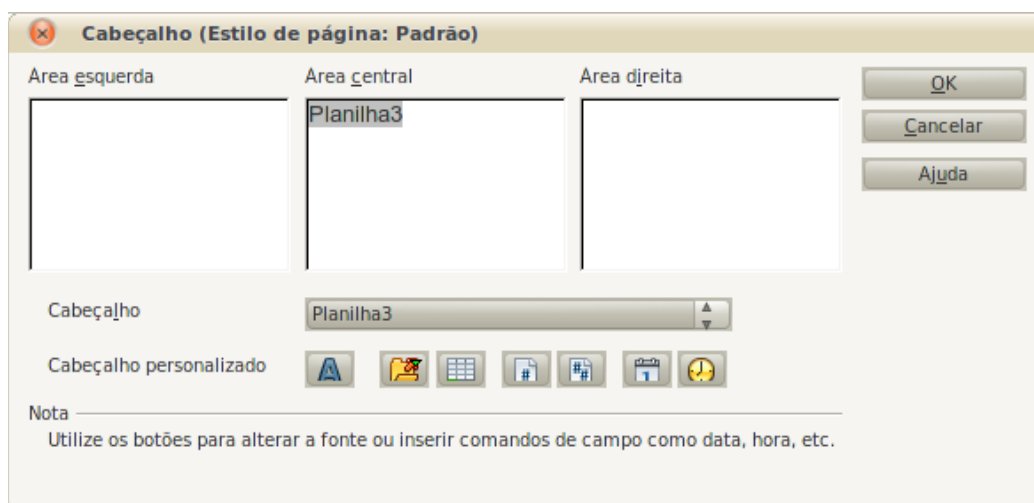 Cabeçalho (Estilo de página: Padrão)
Área esquerda
Área central
Área direita
OK
Planilha3
Cancelar
Ajuda
Cabeçalho
Planilha3
Cabeçalho personalizado
A
#
#
#
1
Nota
Utilize os botões para alterar a fonte ou inserir comandos de campo como data, hora, etc.